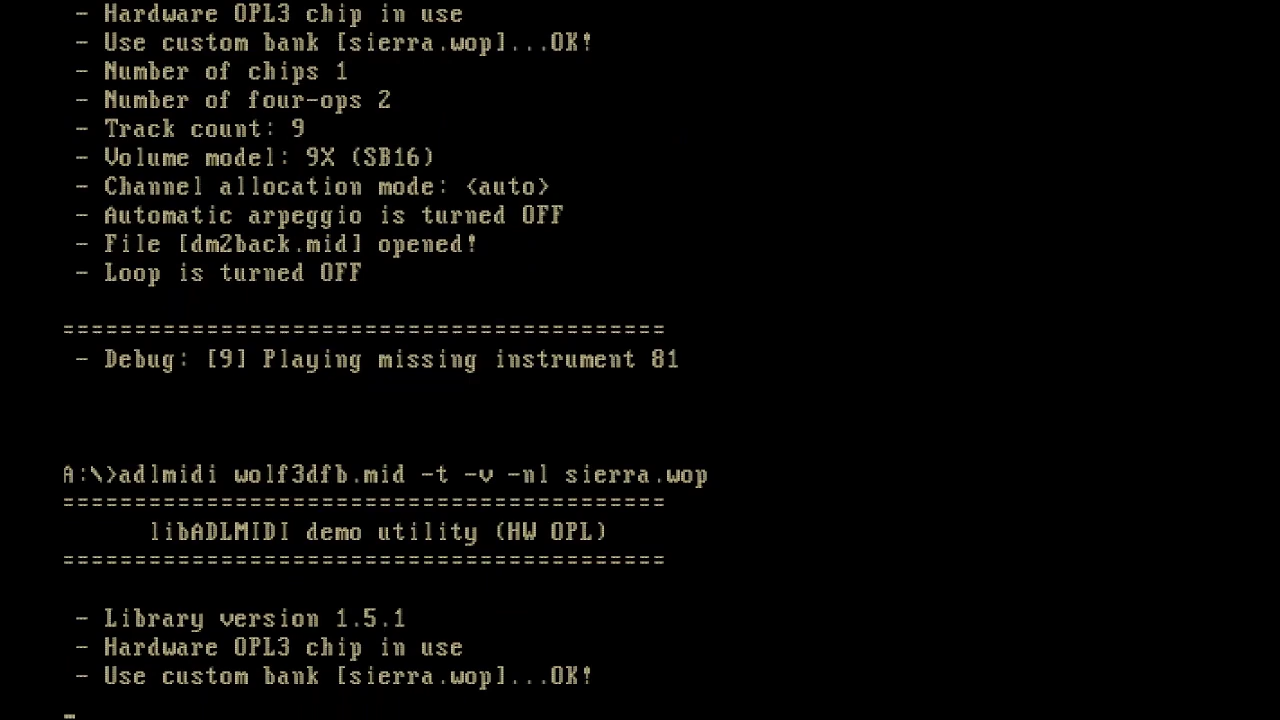 - Hardware OPL3 chip in use
- Use custom bank [sierra.wop]...OK!
- Number of chips 1
- Number of four-ops 2
- Track count: 9
- Volume model: 9X (SB16)
- Channel allocation mode: <auto>
- Automatic arpeggio is turned OFF
- File [dm2back.mid] opened!
- Loop is turned OFF
==========================================
- Debug: [9] Playing missing instrument 81
A:\>adlmidi wolf3dfb.mid -t -v -nl sierra.wop
==========================================
libADLMIDI demo utility (HW OPL)
==========================================
- Library version 1.5.1
- Hardware OPL3 chip in use
- Use custom bank [sierra.wop]...OK!